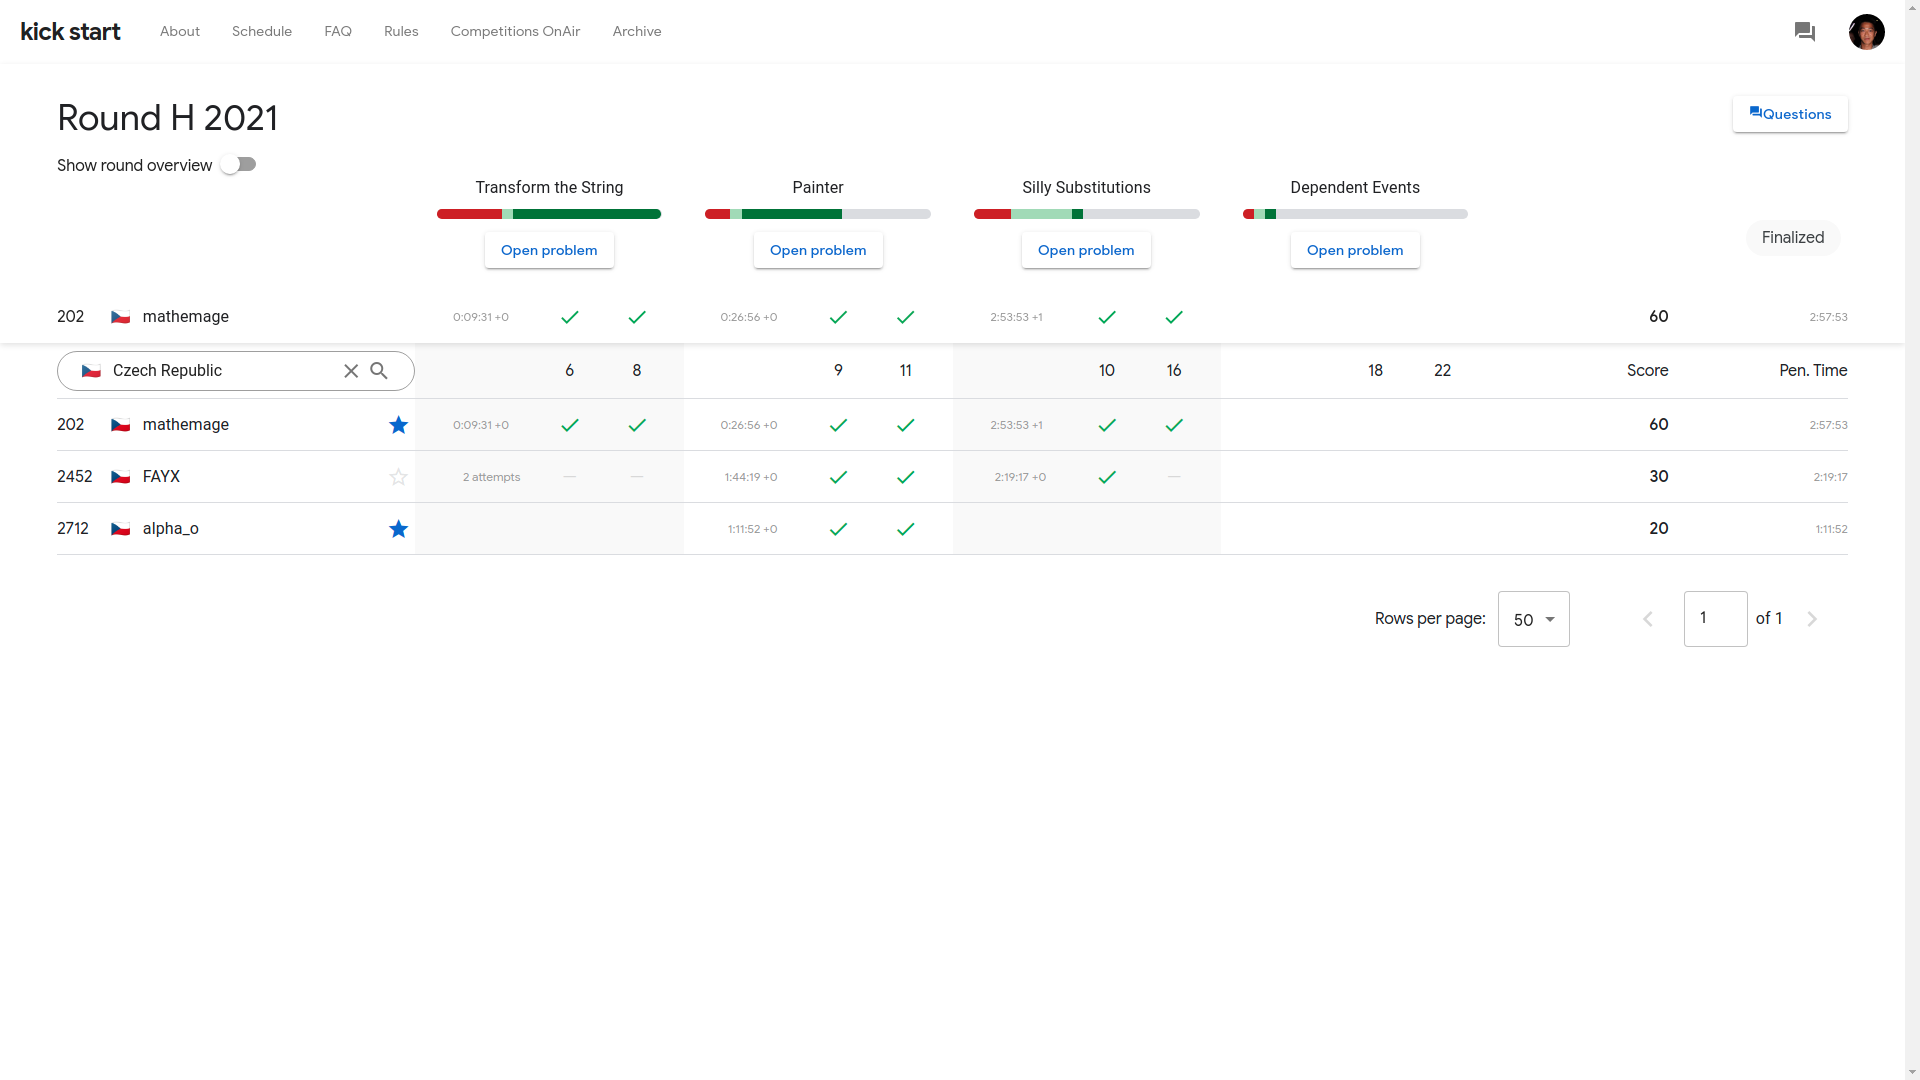 kick start About Schedule FAQ Rules Competitions OnAir Archive
Round H 2021
Questions
Show round overview
Transform the String Painter Silly Substitutions Dependent Events
Open problem Open problem Open problem Open problem
Finalized
202 mathemage 0:09:31 +0 0:26:56 +0 2:53:53 +1 60 2:57:53
Czech Republic 6 8 9 11 10 16 18 22 Score Pen. Time
202 mathemage 0:09:31 +0 0:26:56 +0 2:53:53 +1 60 2:57:53
2452 FAYX 2 attempts — — 1:44:19 +0 2:19:17 +0 — 30 2:19:17
2712 alpha_o 1:11:52 +0 20 1:11:52
Rows per page: 50 1 of 1